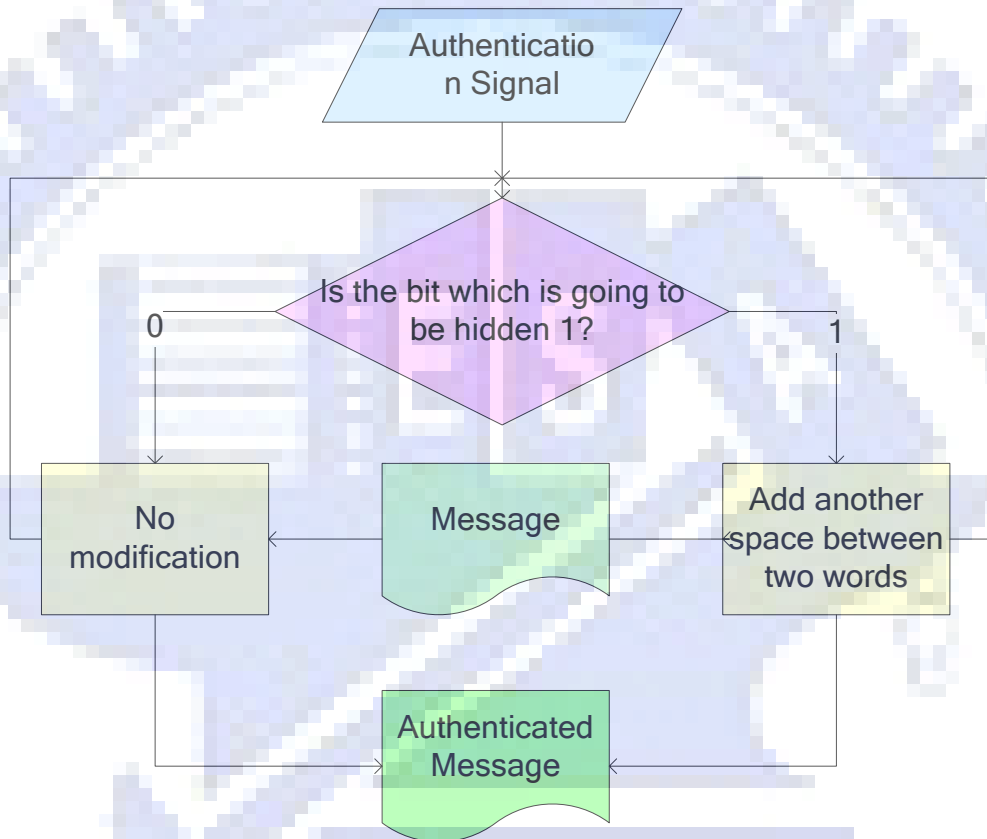 Authenticatio
n Signal
Is the bit which is going to
be hidden 1?
0
1
No
modification
Message
Add another
space between
two words
Authenticated
Message